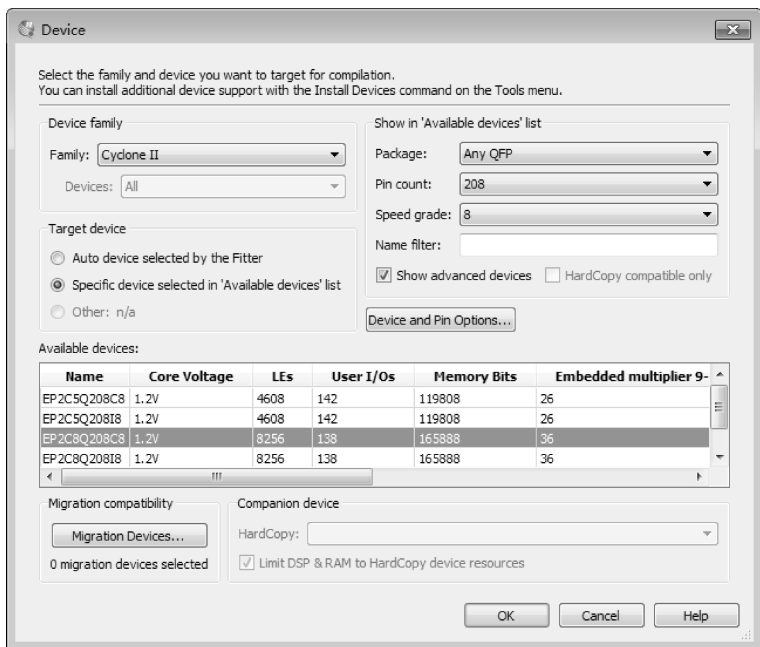 Device
Select the family and device you want to target for compilation.
You can install additional device support with the Install Devices command on the Tools menu.
Device family
Family: Cyclone II
Devices: All
Target device
Auto device selected by the Fitter
Specific device selected in 'Available devices' list
Other: n/a
Show in 'Available devices' list
Package: Any QFP
Pin count: 208
Speed grade: 8
Name filter:
Show advanced devices HardCopy compatible only
Device and Pin Options...
Available devices:
Name Core Voltage LEs User I/Os Memory Bits Embedded multiplier 9-
EP2C5Q208C8 1.2V 4608 142 119808 26
EP2C5Q208I8 1.2V 4608 142 119808 26
EP2C8Q208C8 1.2V 8256 138 165888 36
EP2C8Q208I8 1.2V 8256 138 165888 36
Migration compatibility
Migration Devices...
0 migration devices selected
Companion device
HardCopy:
Limit DSP & RAM to HardCopy device resources
OK Cancel Help